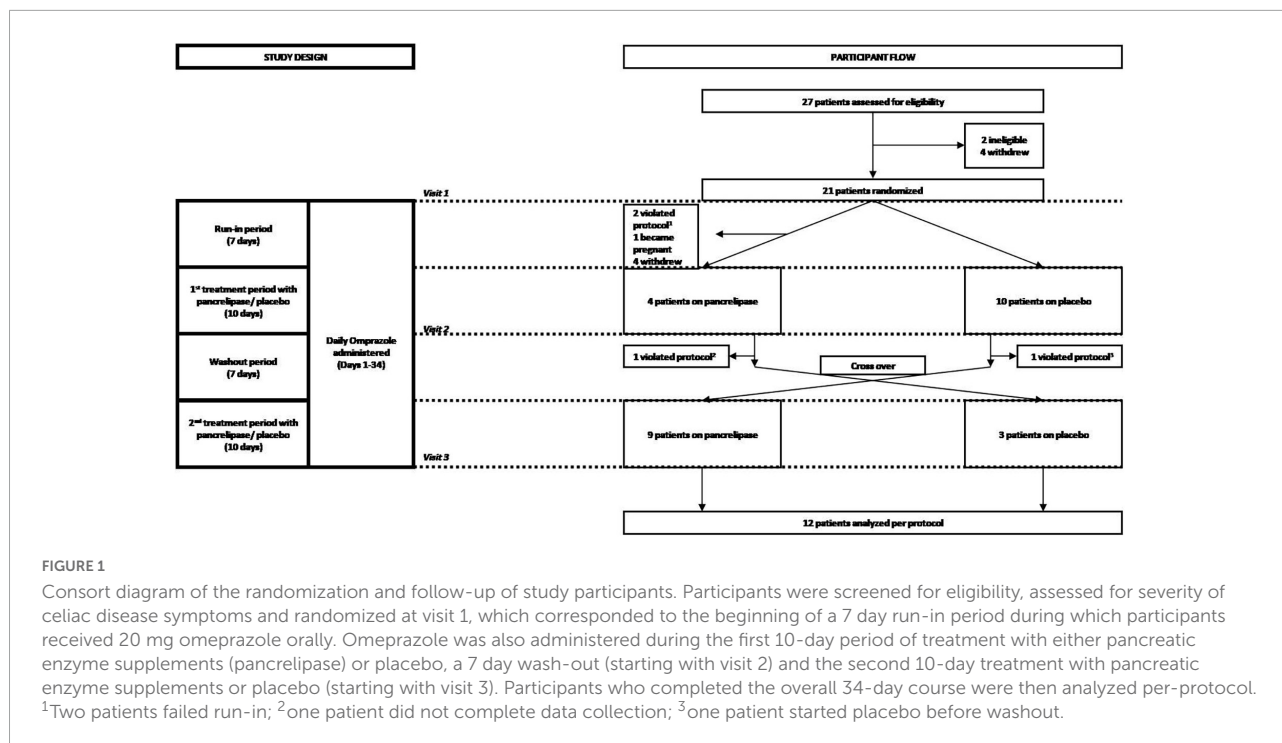 STUDY DESIGN
PARTICIPANT FLOW
27 patients assessed for eligibility
2 ineligible
4 withdrew
Visit 1
21 patients randomized
Run-in period
(7 days)
2 violated
protocol¹
1 became
pregnant
4 withdrew
1st treatment period with
pancrelipase/ placebo
(10 days)
4 patients on pancrelipase
10 patients on placebo
Visit 2
Daily Omprazole
administered
(Days 1-34)
Washout period
(7 days)
1 violated protocol²
Cross over
1 violated protocol³
2nd treatment period with
pancrelipase/ placebo
(10 days)
9 patients on pancrelipase
3 patients on placebo
Visit 3
12 patients analyzed per protocol
FIGURE 1
Consort diagram of the randomization and follow-up of study participants. Participants were screened for eligibility, assessed for severity of
celiac disease symptoms and randomized at visit 1, which corresponded to the beginning of a 7 day run-in period during which participants
received 20 mg omeprazole orally. Omeprazole was also administered during the first 10-day period of treatment with either pancreatic
enzyme supplements (pancrelipase) or placebo, a 7 day wash-out (starting with visit 2) and the second 10-day treatment with pancreatic
enzyme supplements or placebo (starting with visit 3). Participants who completed the overall 34-day course were then analyzed per-protocol.
¹Two patients failed run-in; ²one patient did not complete data collection; ³one patient started placebo before washout.